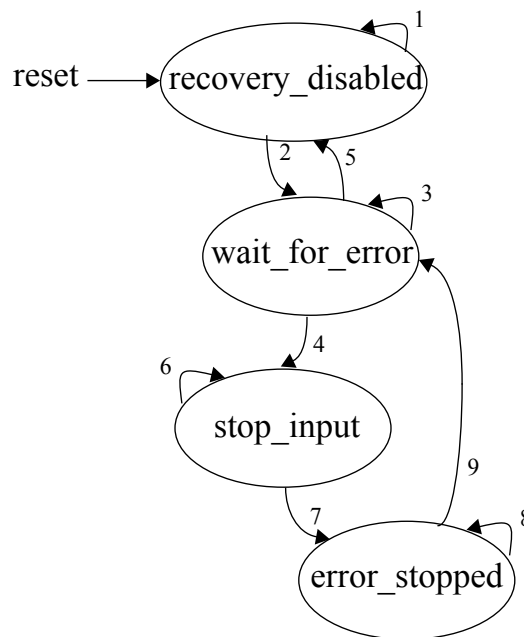 1
reset
recovery_disabled
2
5
3
wait_for_error
4
6
stop_input
9
7
8
error_stopped